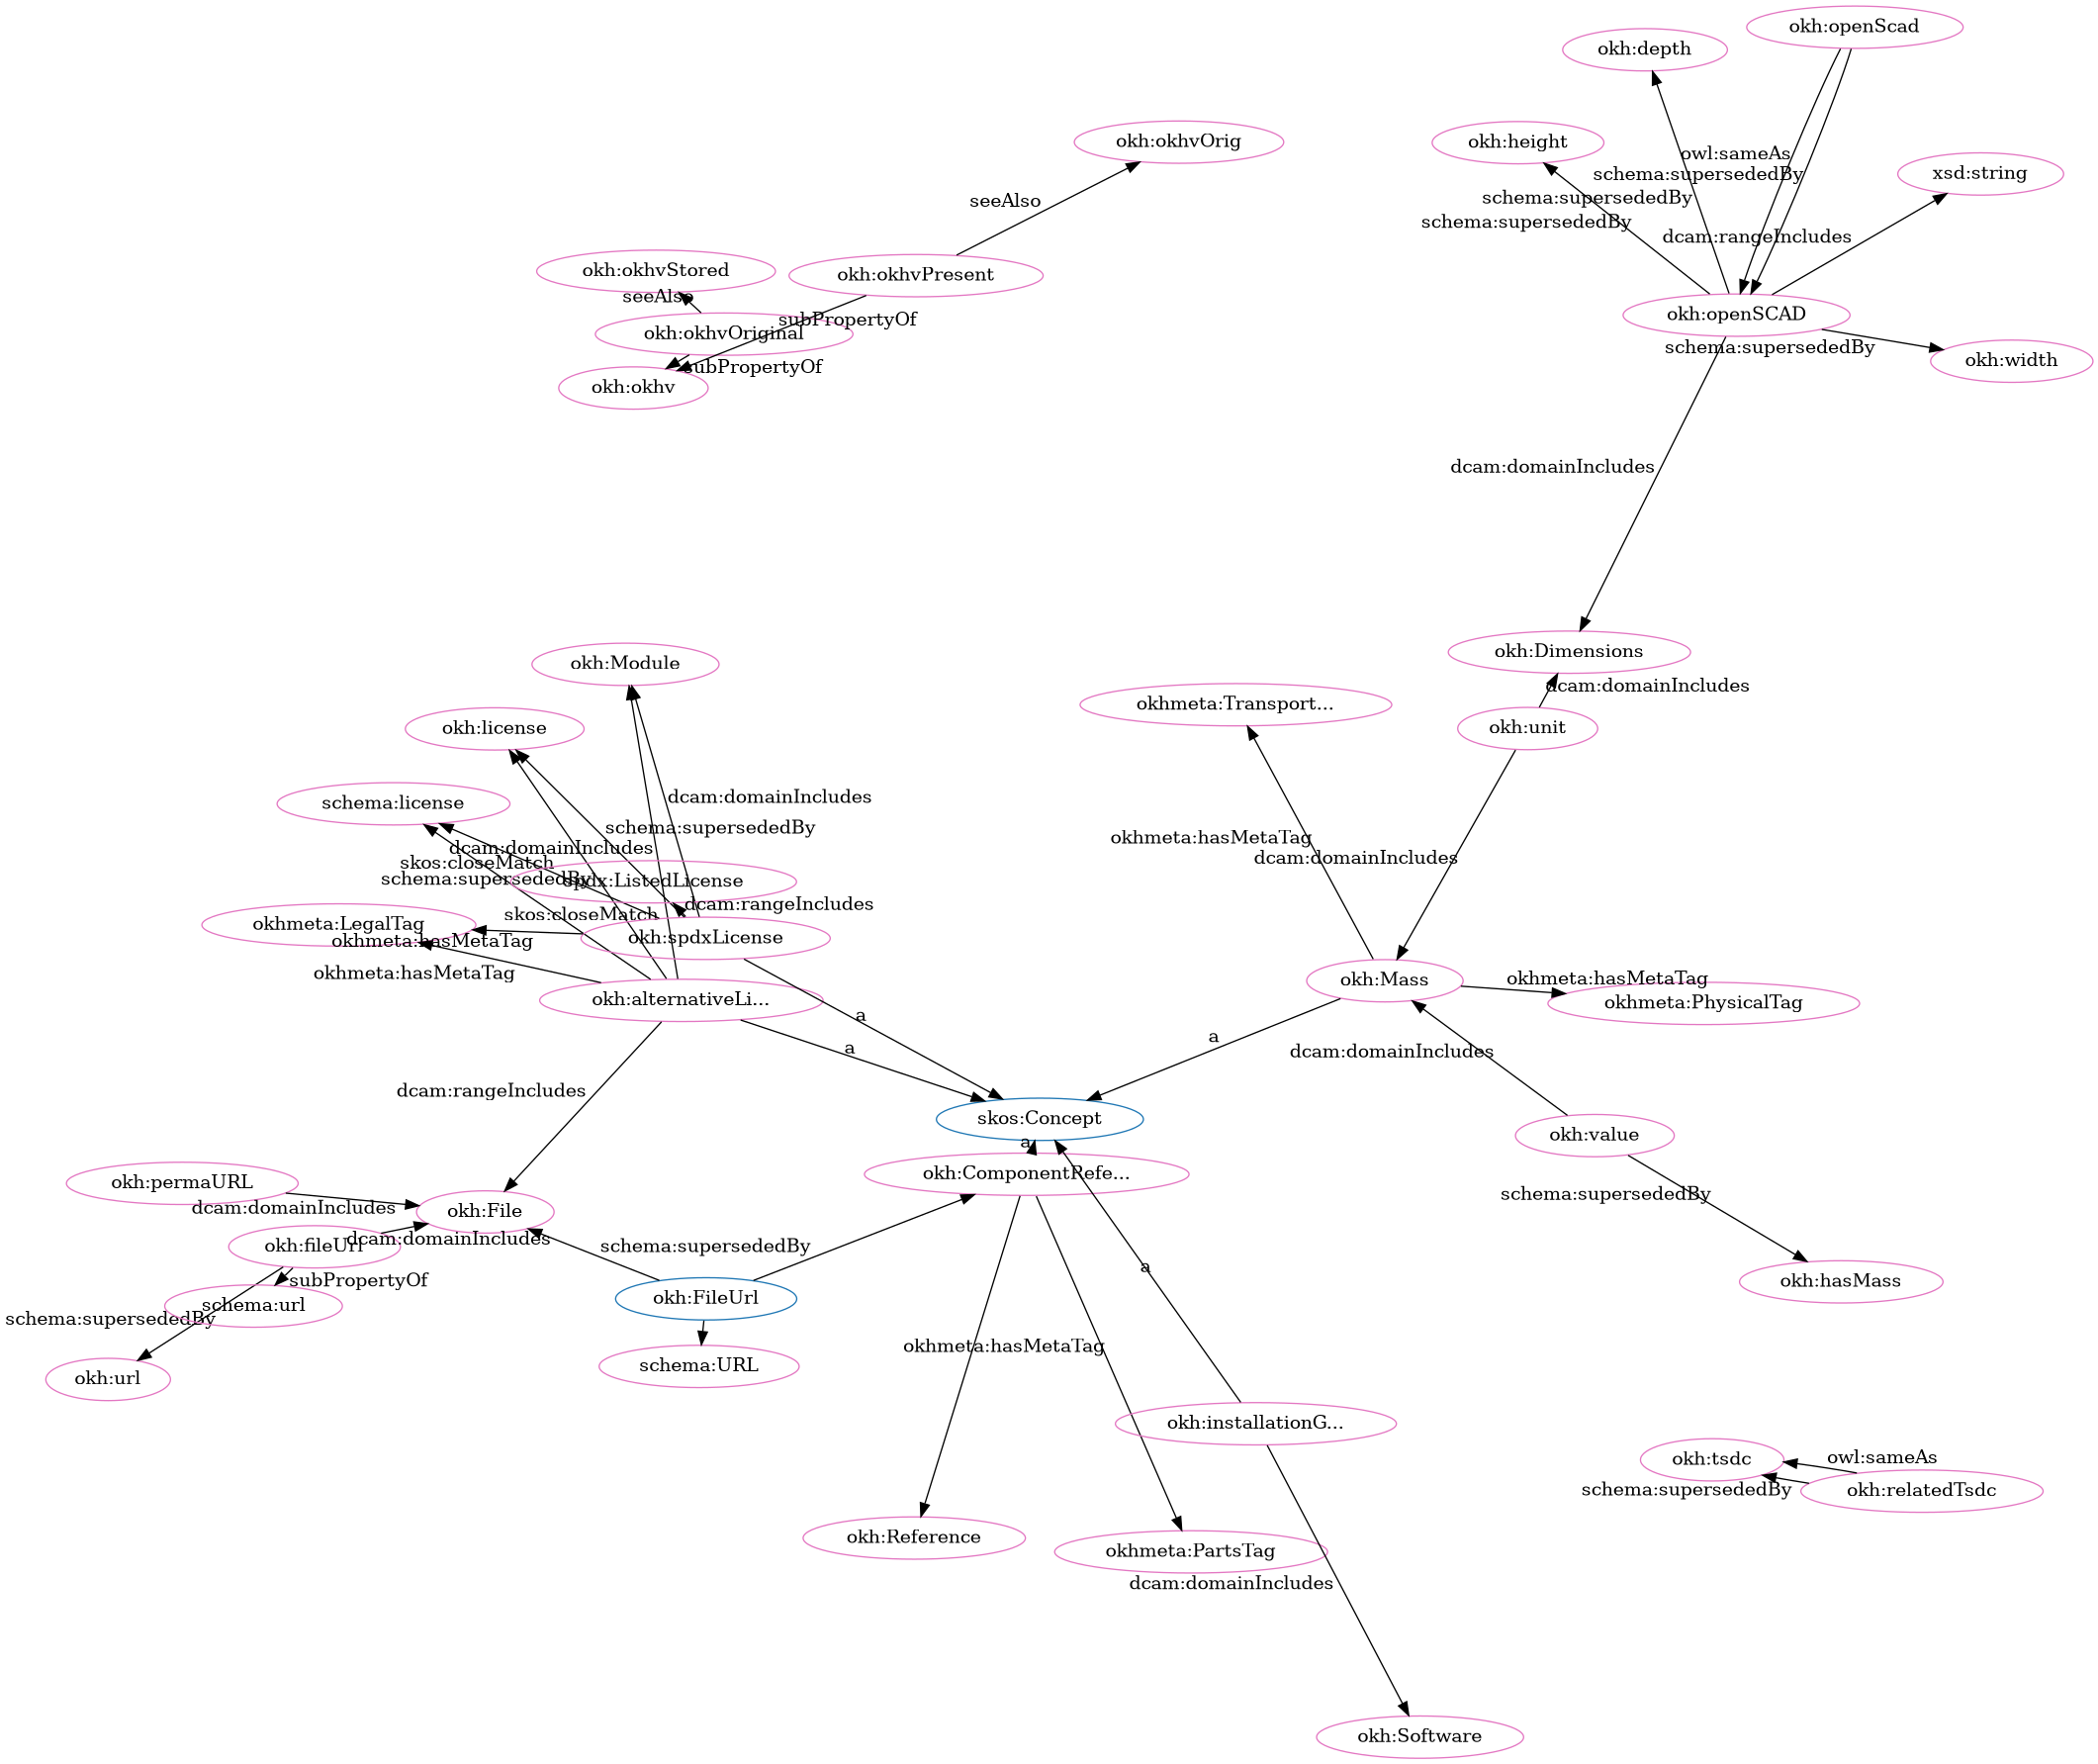 okh:openScad
okh:depth
okh:okhvOrig
okh:height
owl:sameAs
schema:supersededBy
xsd:string
schema:supersededBy
seeAlso
schema:supersededBy
dcam:rangeIncludes
okh:okhvStored
okh:okhvPresent
seeAlso
okh:openSCAD
subPropertyOf
okh:okhvOriginal
schema:supersededBy
okh:width
subPropertyOf
okh:okhv
dcam:domainIncludes
okh:Dimensions
okh:Module
dcam:domainIncludes
okhmeta:Transport...
okh:unit
okh:license
dcam:domainIncludes
schema:license
schema:supersededBy
okhmeta:hasMetaTag
dcam:domainIncludes
dcam:domainIncludes
skos:closeMatch
schema:supersededBy
spdx:ListedLicense
dcam:rangeIncludes
skos:closeMatch
okhmeta:LegalTag
okh:spdxLicense
okhmeta:hasMetaTag
okhmeta:hasMetaTag
okh:Mass
okhmeta:hasMetaTag
okh:alternativeLi...
okhmeta:PhysicalTag
a
a
a
dcam:domainIncludes
dcam:rangeIncludes
skos:Concept
okh:value
a
okh:ComponentRefe...
okh:permaURL
schema:supersededBy
dcam:domainIncludes
okh:File
dcam:domainIncludes
okh:fileUrl
schema:supersededBy
a
subPropertyOf
okh:hasMass
okh:FileUrl
schema:url
schema:supersededBy
okhmeta:hasMetaTag
schema:URL
okh:url
okh:installationG...
okh:tsdc
owl:sameAs
schema:supersededBy
okh:relatedTsdc
okh:Reference
okhmeta:PartsTag
dcam:domainIncludes
okh:Software